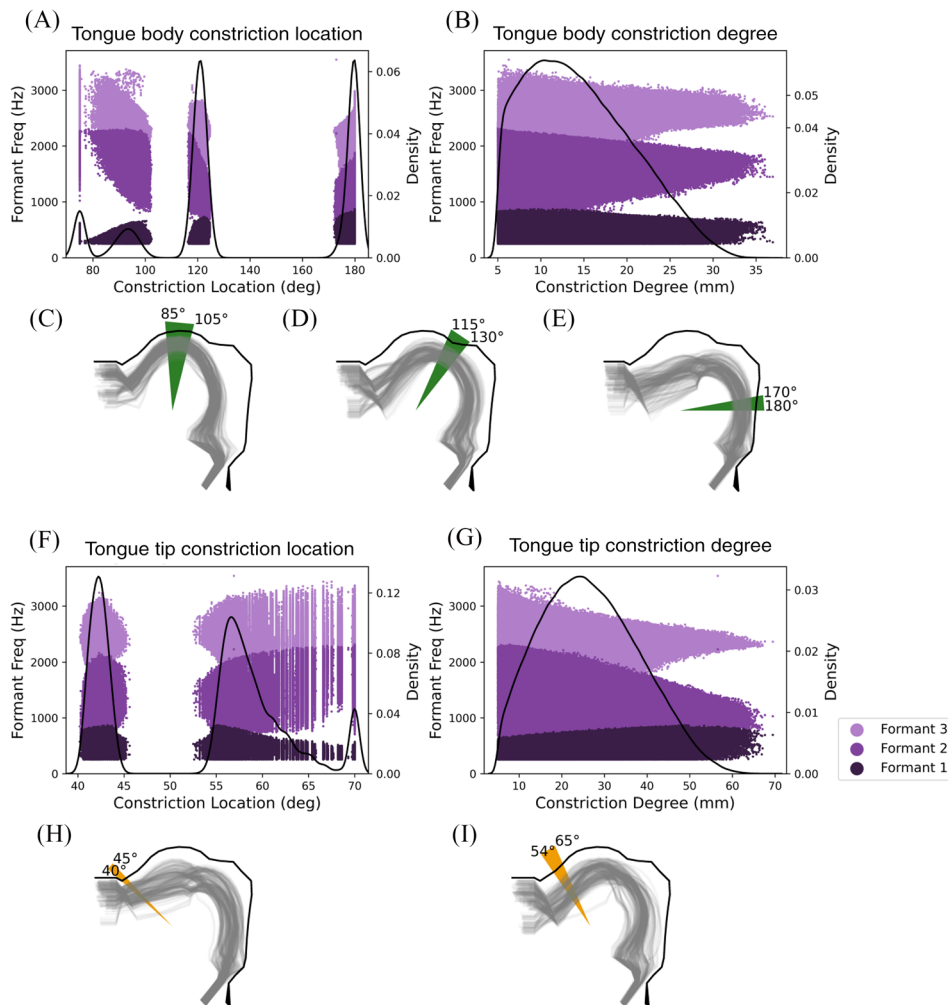 (A)
Tongue body constriction location
Formant Freq (Hz)
3000
2000
1000
0
80
100
120
140
160
180
Constriction Location (deg)
0.06
0.04
0.02
0.00
Density
(B)
Tongue body constriction degree
Formant Freq (Hz)
3000
2000
1000
0
5
10
15
20
25
30
35
Constriction Degree (mm)
0.05
0.04
0.03
0.02
0.01
0.00
Density
(C)
85°
105°
(D)
115°
130°
(E)
170°
180°
(F)
Tongue tip constriction location
Formant Freq (Hz)
3000
2000
1000
0
40
45
50
55
60
65
70
Constriction Location (deg)
0.12
0.08
0.04
0.00
Density
(G)
Tongue tip constriction degree
Formant Freq (Hz)
3000
2000
1000
0
10
20
30
40
50
60
70
Constriction Degree (mm)
0.03
0.02
0.01
0.00
Density
Formant 3
Formant 2
Formant 1
(H)
45°
40°
(I)
54°
65°